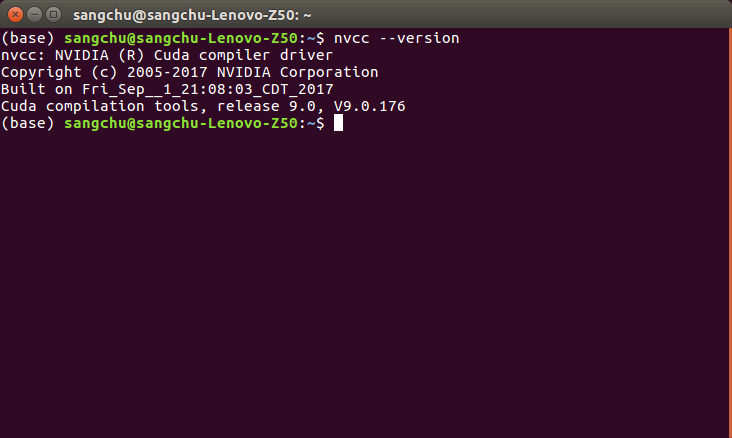 sangchu@sangchu-Lenovo-Z50: ~
(base) sangchu@sangchu-Lenovo-Z50:~$ nvcc --version
nvcc: NVIDIA (R) Cuda compiler driver
Copyright (c) 2005-2017 NVIDIA Corporation
Built on Fri_Sep__1_21:08:03_CDT_2017
Cuda compilation tools, release 9.0, V9.0.176
(base) sangchu@sangchu-Lenovo-Z50:~$